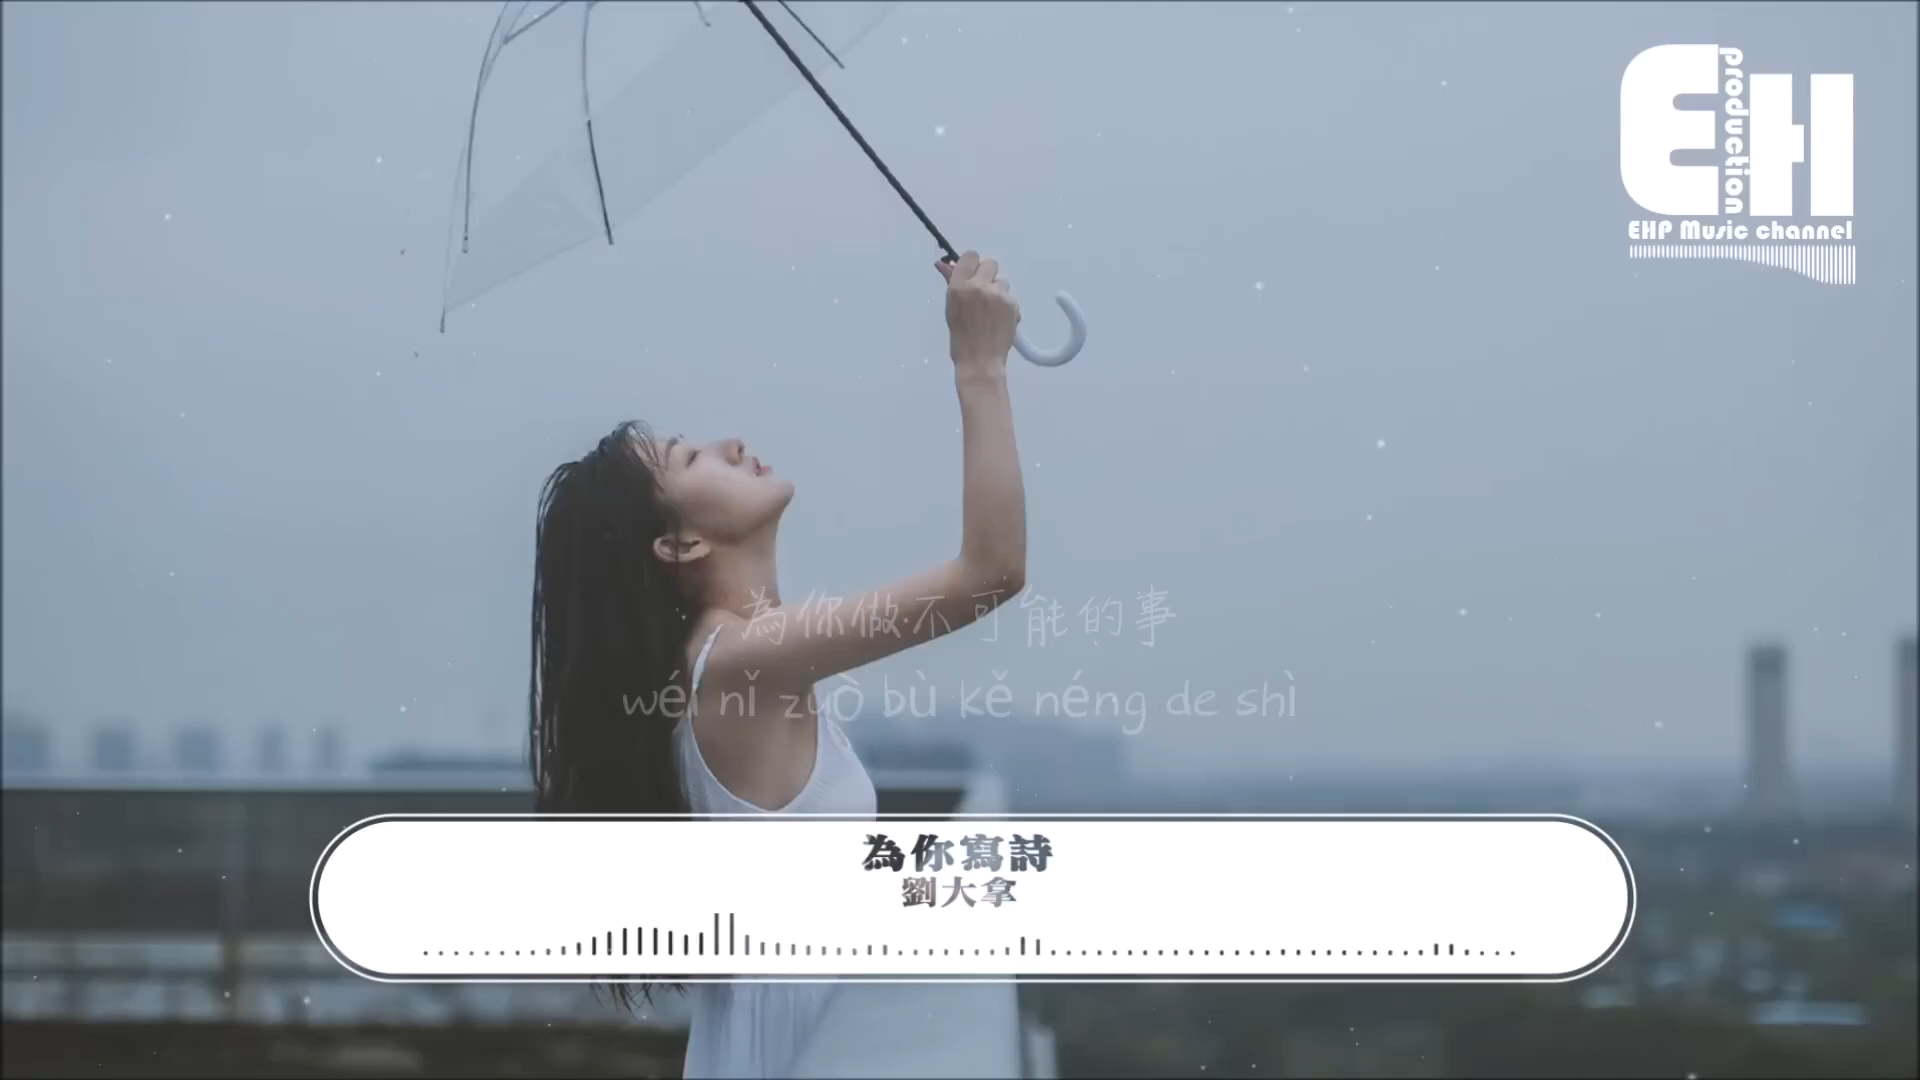 EH
production
EHP Music channel
為你做不可能的事
wéi nǐ zuò bù kě néng de shì
為你寫詩
劉大拿